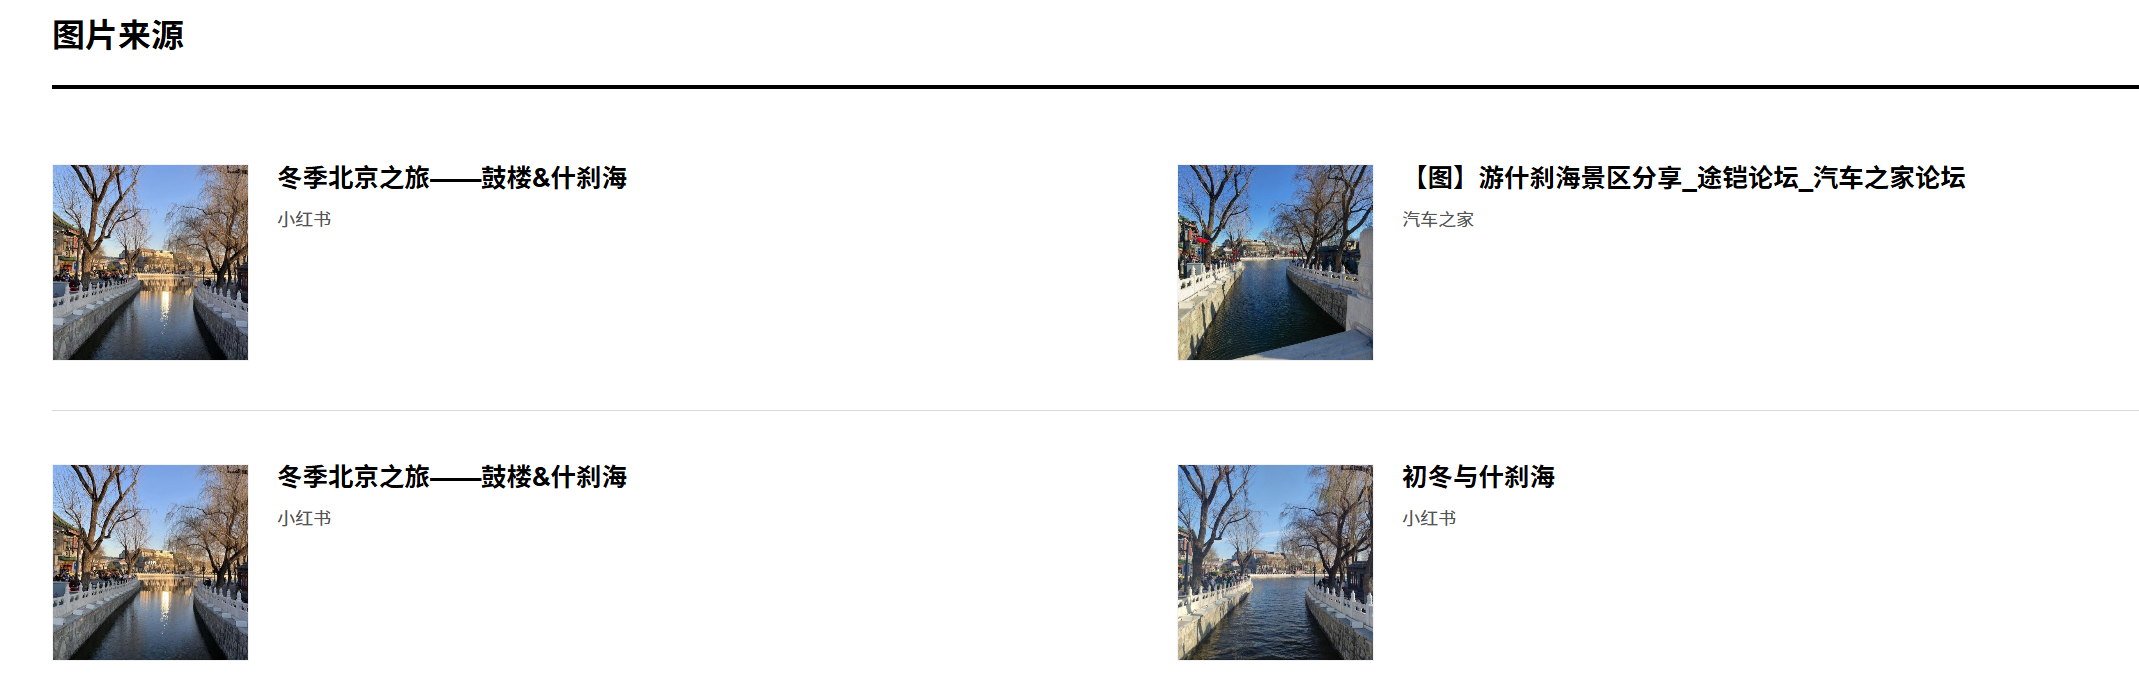 图片来源
冬季北京之旅——鼓楼&什刹海
小红书
【图】游什刹海景区分享_途铠论坛_汽车之家论坛
汽车之家
冬季北京之旅——鼓楼&什刹海
小红书
初冬与什刹海
小红书